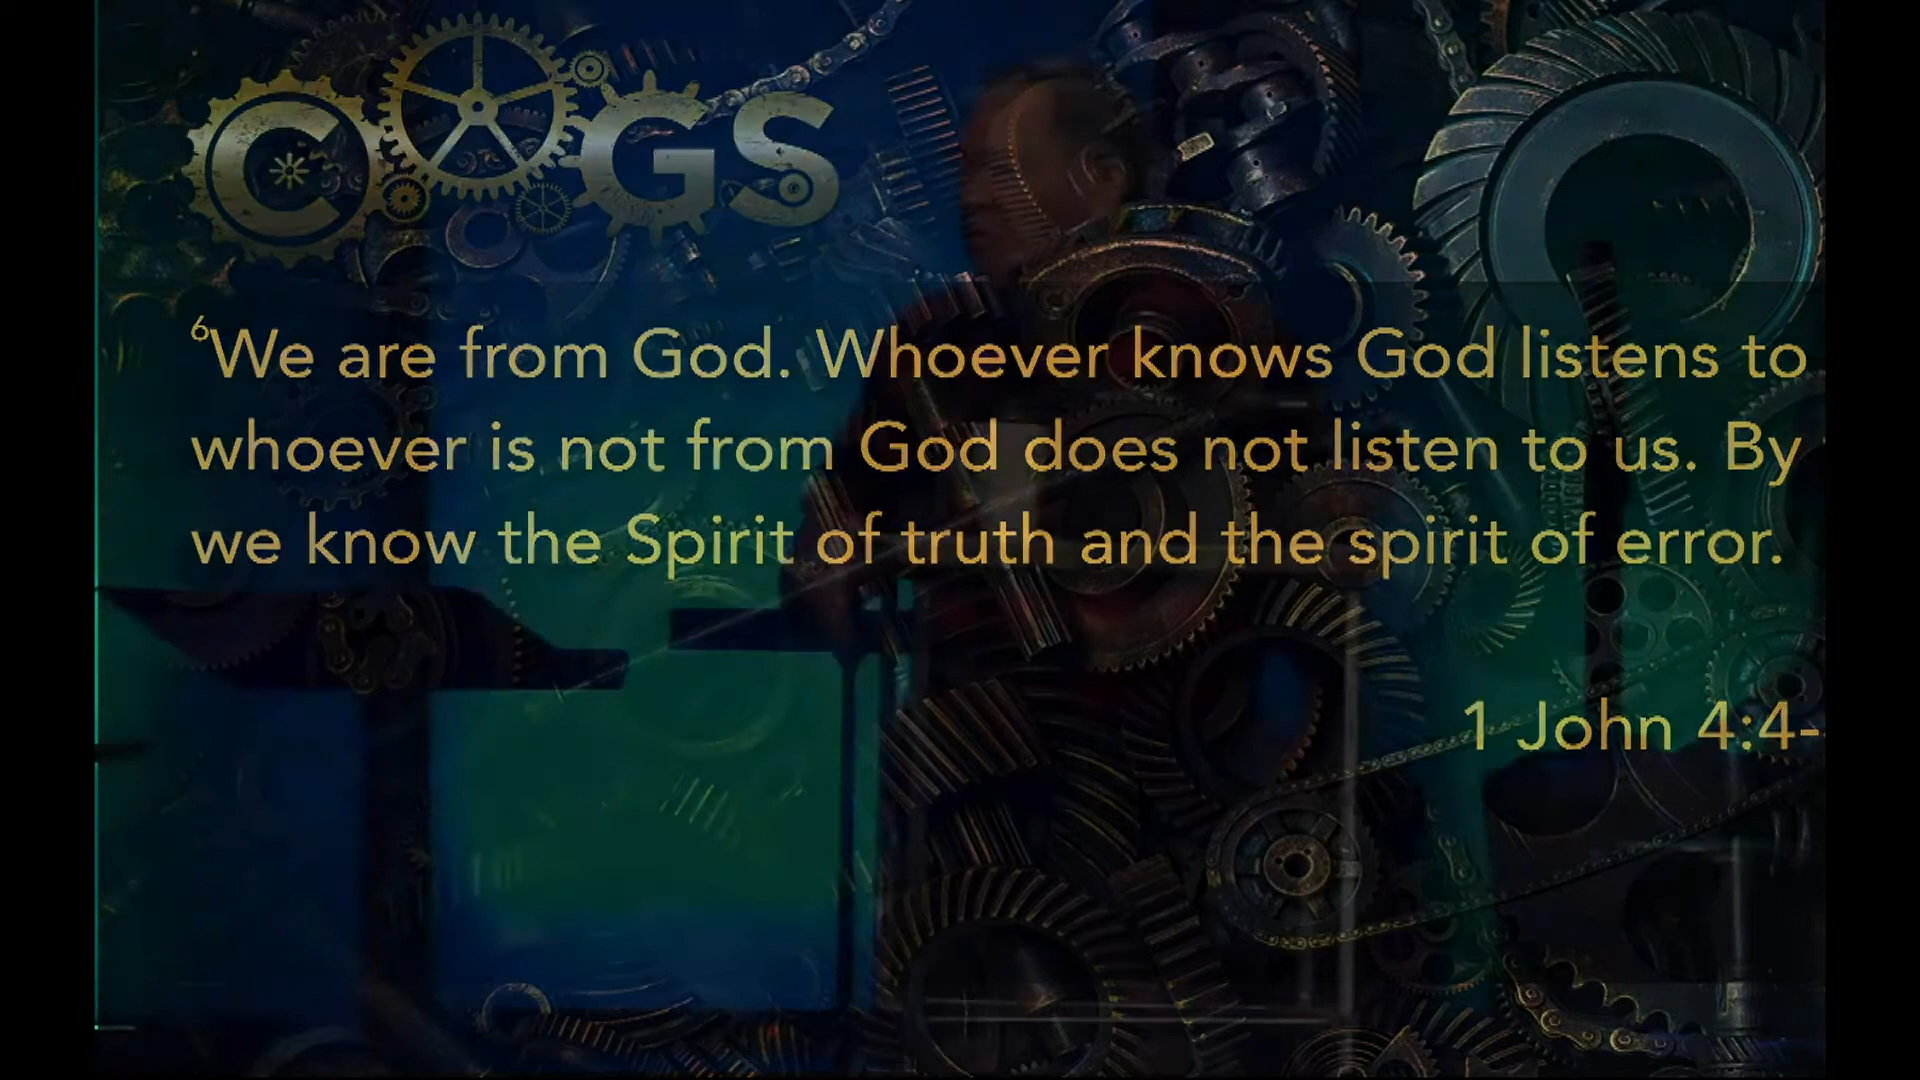 COGS
⁶We are from God. Whoever knows God listens to
whoever is not from God does not listen to us. By
we know the Spirit of truth and the spirit of error.
1 John 4:4-